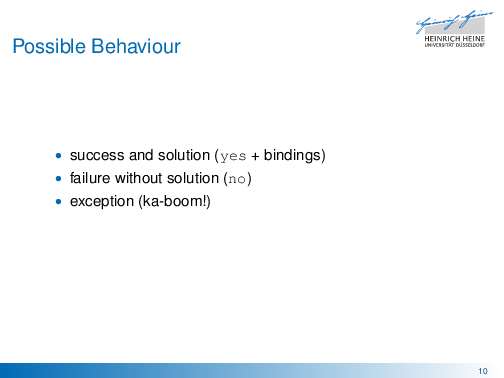 Possible Behaviour
HEINRICH HEINE
UNIVERSITÄT DÜSSELDORF
• success and solution (yes + bindings)
• failure without solution (no)
• exception (ka-boom!)
10